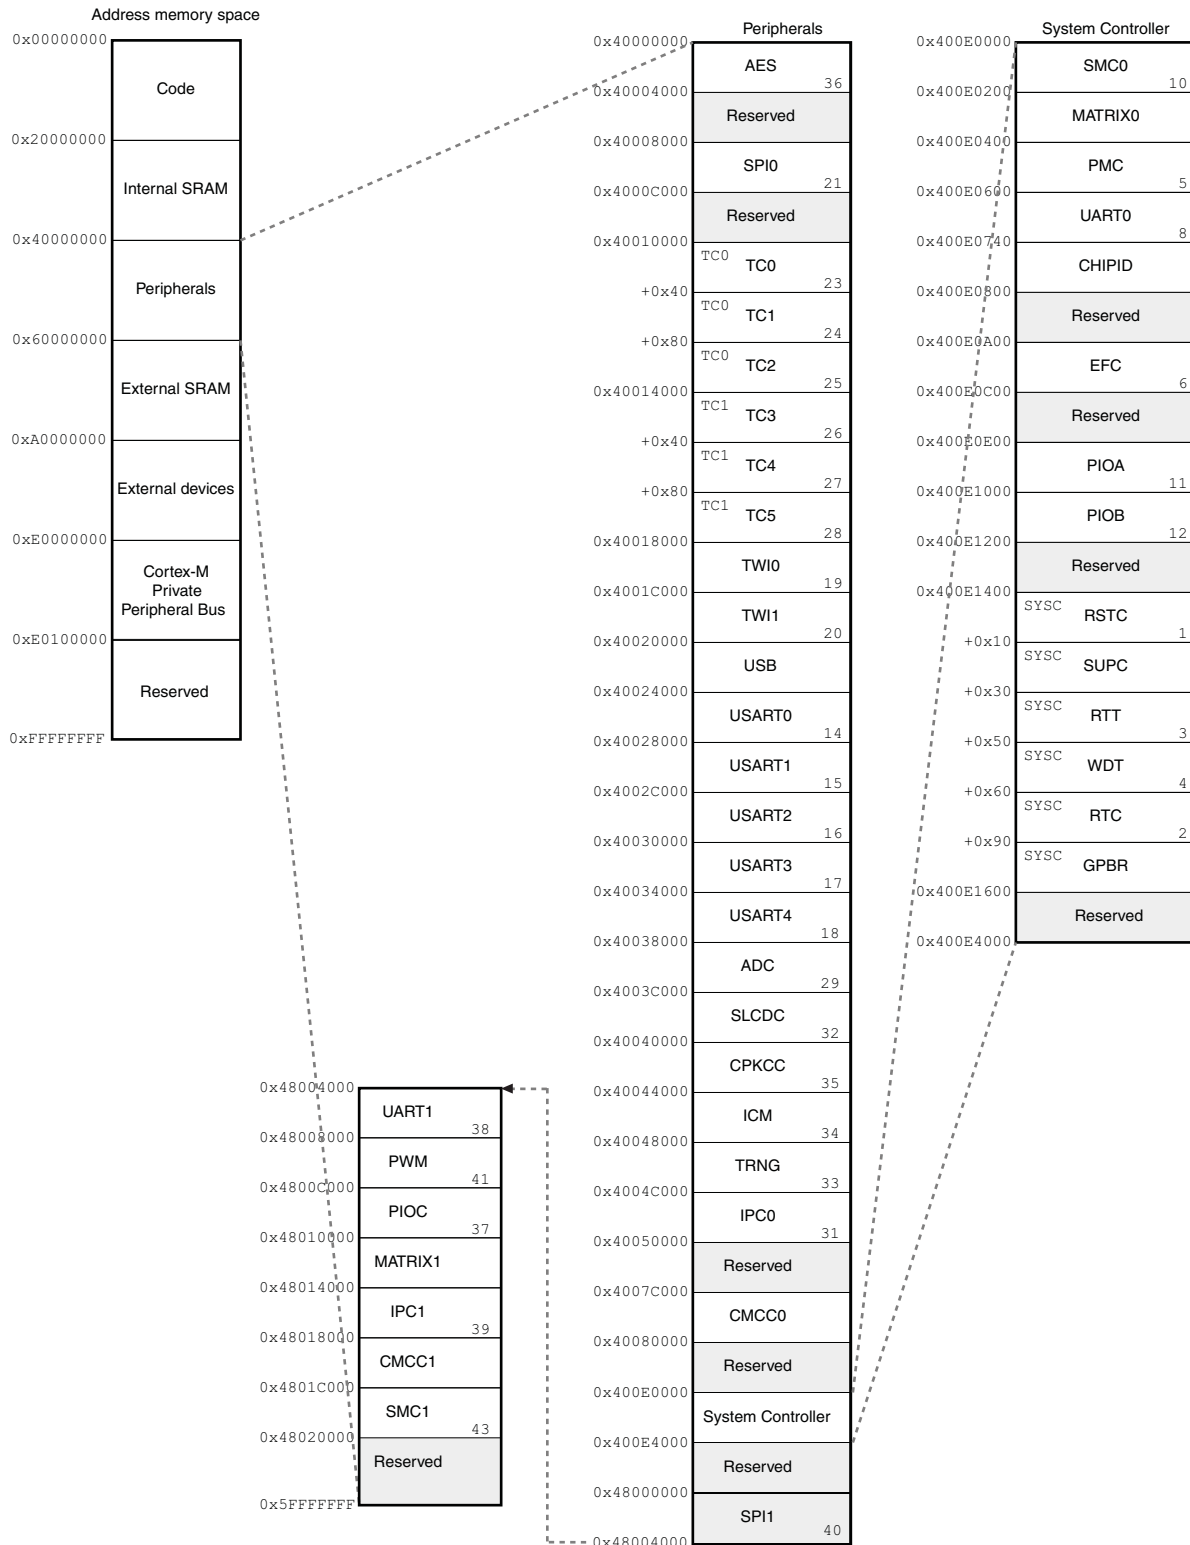 Address memory space
0x00000000
Code
0x20000000
Internal SRAM
0x40000000
Peripherals
0x60000000
External SRAM
0xA0000000
External devices
0xE0000000
Cortex-M
Private
Peripheral Bus
0xE0100000
Reserved
0xFFFFFFFF
Peripherals
0x40000000
AES
36
0x40004000
Reserved
0x40008000
SPI0
21
0x4000C000
Reserved
0x40010000
TC0
TC0
23
+0x40
TC0
TC1
24
+0x80
TC0
TC2
25
0x40014000
TC1
TC3
26
+0x40
TC1
TC4
27
+0x80
TC1
TC5
28
0x40018000
TWI0
19
0x4001C000
TWI1
20
0x40020000
USB
0x40024000
USART0
14
0x40028000
USART1
15
0x4002C000
USART2
16
0x40030000
USART3
17
0x40034000
USART4
18
0x40038000
ADC
29
0x4003C000
SLCDC
32
0x40040000
CPKCC
35
0x40044000
ICM
34
0x40048000
TRNG
33
0x4004C000
IPC0
31
0x40050000
Reserved
0x4007C000
CMCC0
0x40080000
Reserved
0x400E0000
System Controller
0x400E4000
Reserved
0x48000000
SPI1
40
0x48004000
0x48004000
UART1
38
0x48008000
PWM
41
0x4800C000
PIOC
37
0x48010000
MATRIX1
0x48014000
IPC1
39
0x48018000
CMCC1
0x4801C000
SMC1
43
0x48020000
Reserved
0x5FFFFFFF
System Controller
0x400E0000
SMC0
10
0x400E0200
MATRIX0
0x400E0400
PMC
5
0x400E0600
UART0
8
0x400E0740
CHIPID
0x400E0800
Reserved
0x400E0A00
EFC
6
0x400E0C00
Reserved
0x400E0E00
PIOA
11
0x400E1000
PIOB
12
0x400E1200
Reserved
0x400E1400
SYSC
RSTC
1
+0x10
SYSC
SUPC
+0x30
SYSC
RTT
3
+0x50
SYSC
WDT
4
+0x60
SYSC
RTC
2
+0x90
SYSC
GPBR
0x400E1600
Reserved
0x400E4000